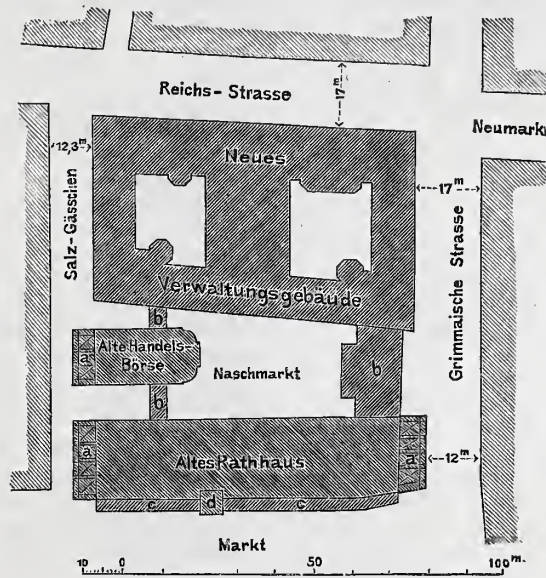 Reichs-Strasse
17m
Neumarkt
12,3m
Neues
17m
Salz-Gässchen
Grimmaische Strasse
Verwaltungsgebäude
b
a
Alte Handels-
Börse
Naschmarkt
b
b
a
Altes Rathhaus
a
12m
c
d
c
Markt
10
0
50
100m.